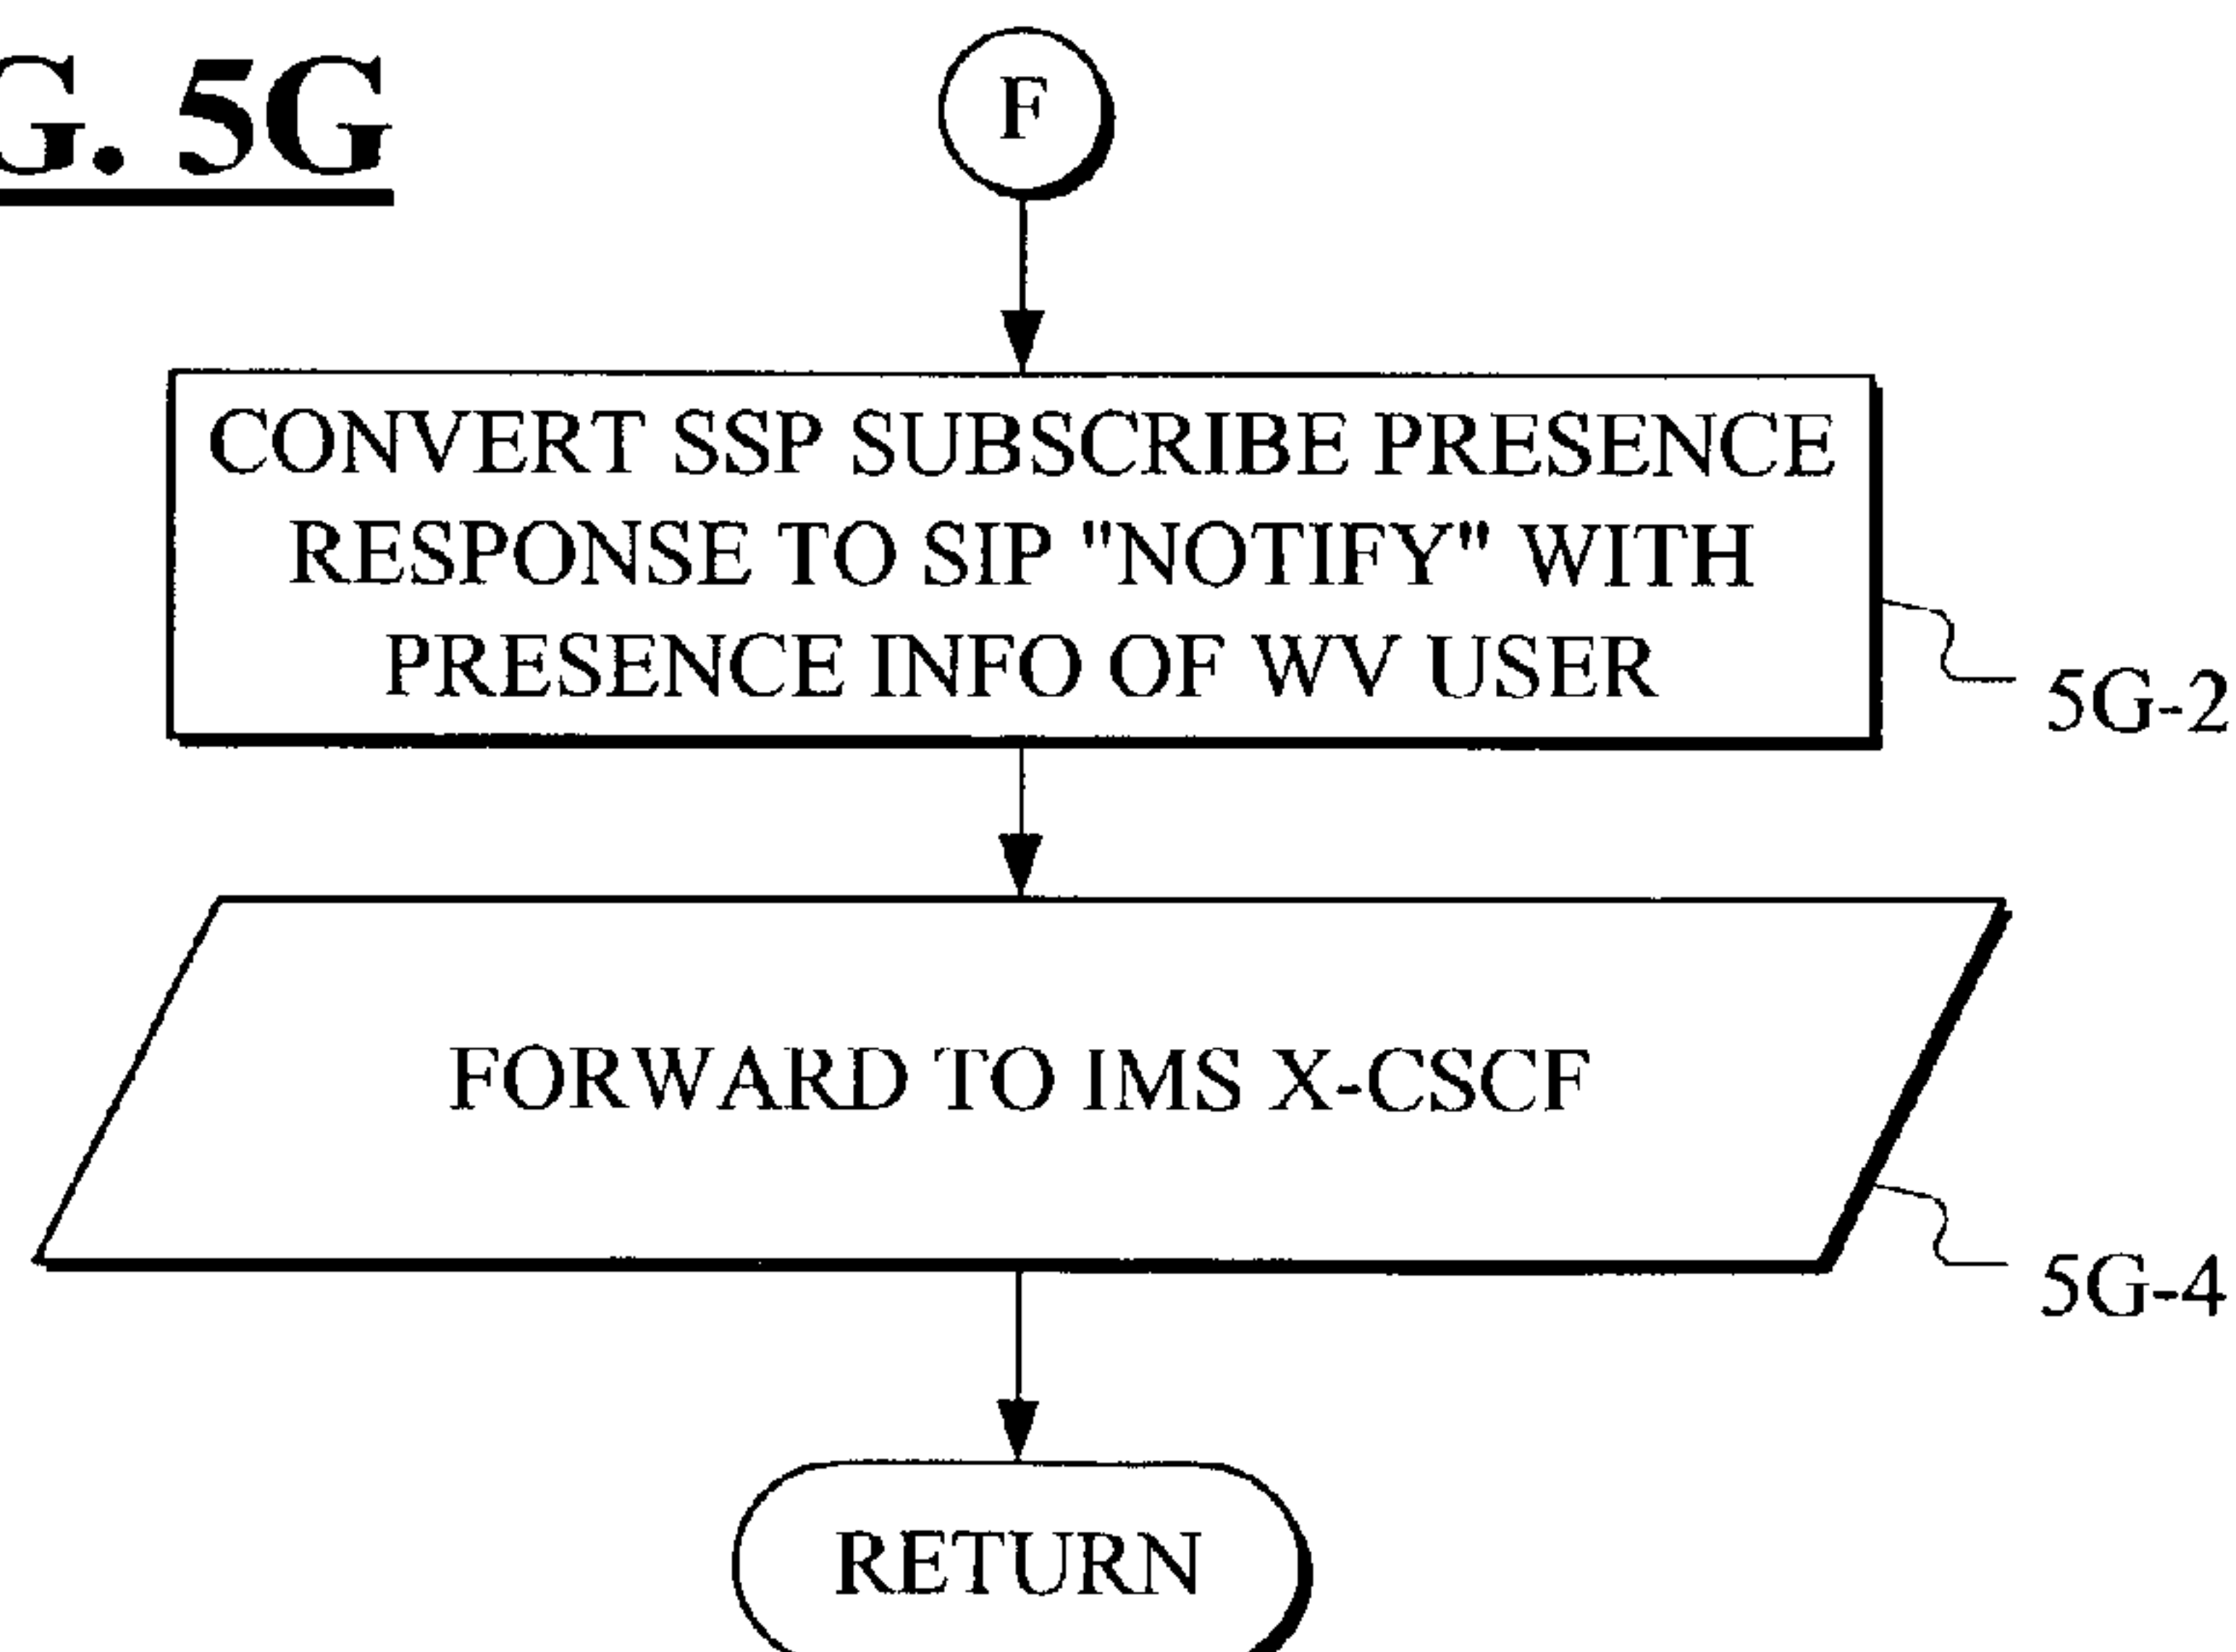 G. 5G
F
CONVERT SSP SUBSCRIBE PRESENCE
RESPONSE TO SIP "NOTIFY" WITH
PRESENCE INFO OF WV USER
5G-2
FORWARD TO IMS X-CSCF
5G-4
RETURN